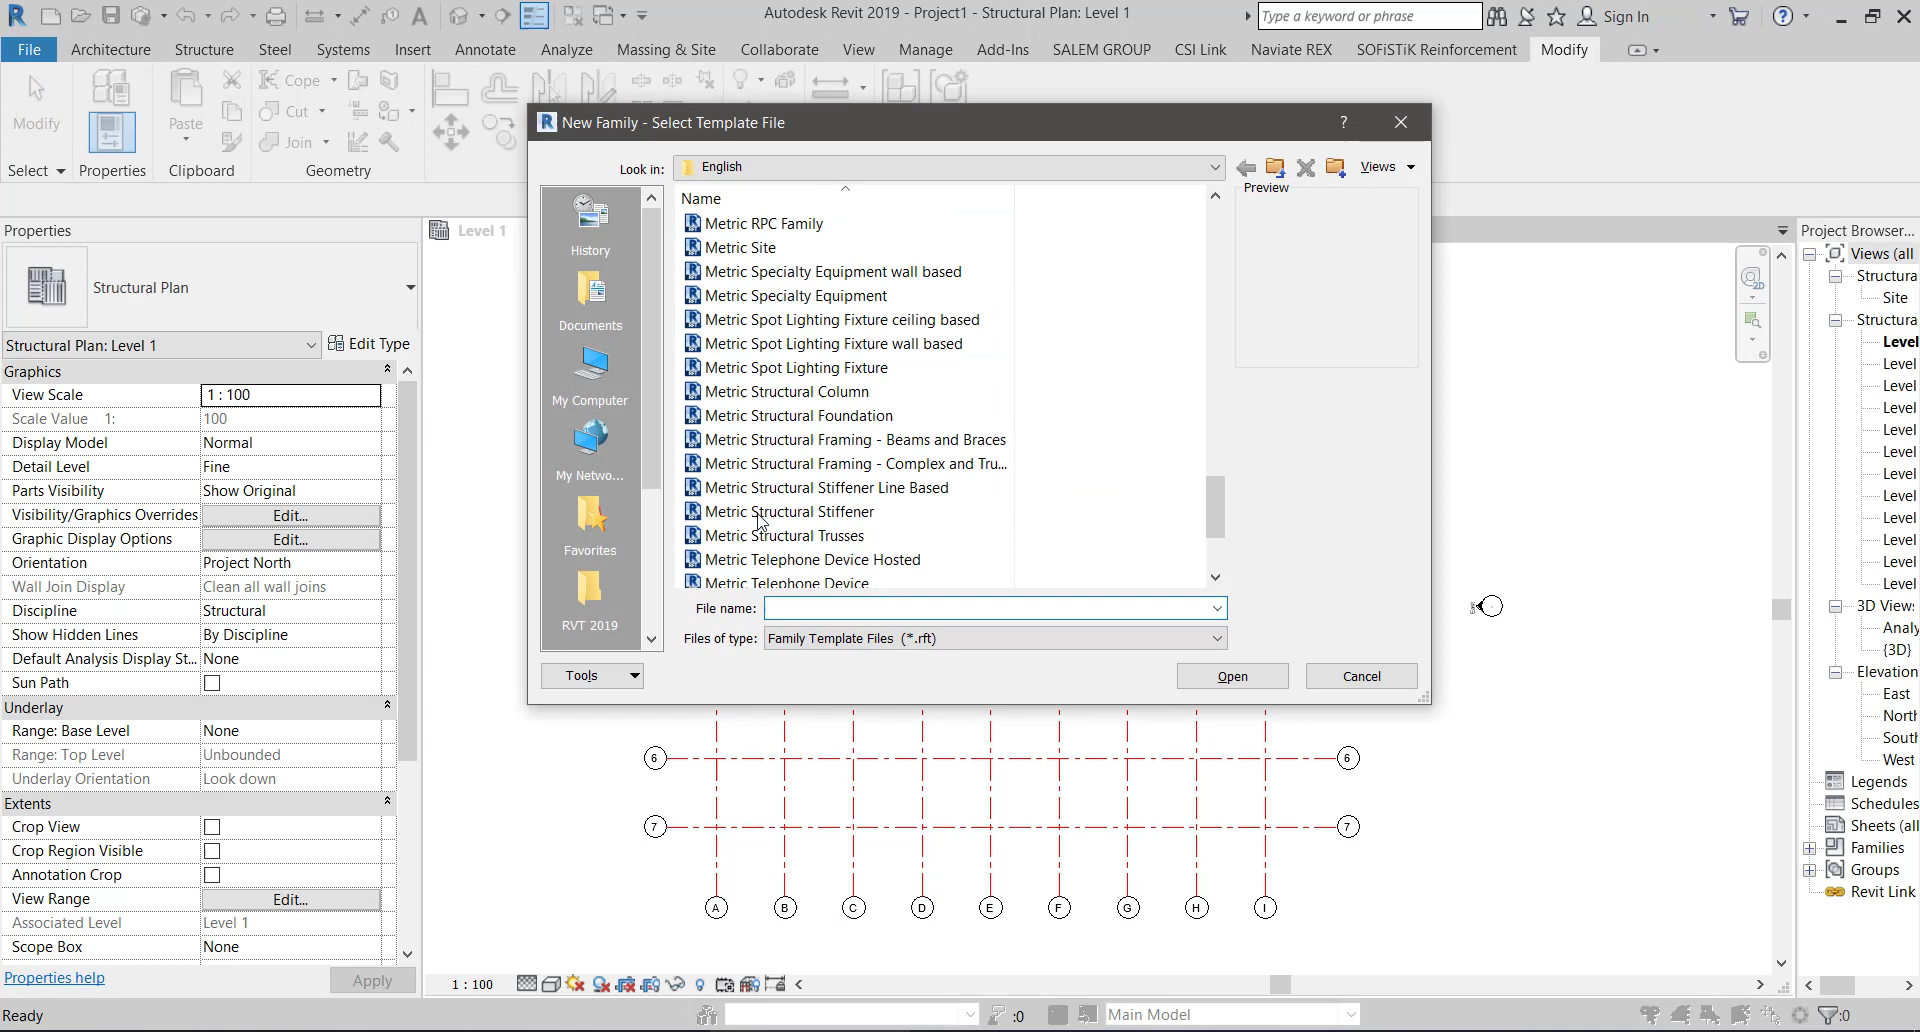 Autodesk Revit 2019 - Project1 - Structural Plan: Level 1
Type a keyword or phrase
Sign In
File Architecture Structure Steel Systems Insert Annotate Analyze Massing & Site Collaborate View Manage Add-Ins SALEM GROUP CSI Link Naviate REX SOFiSTiK Reinforcement Modify
Modify
Paste
Cope
Cut
Join
Select Properties Clipboard Geometry
New Family - Select Template File
Look in: English
Views
Preview
History
Documents
My Computer
My Netwo...
Favorites
RVT 2019
Name
Metric RPC Family
Metric Site
Metric Specialty Equipment wall based
Metric Specialty Equipment
Metric Spot Lighting Fixture ceiling based
Metric Spot Lighting Fixture wall based
Metric Spot Lighting Fixture
Metric Structural Column
Metric Structural Foundation
Metric Structural Framing - Beams and Braces
Metric Structural Framing - Complex and Tru...
Metric Structural Stiffener Line Based
Metric Structural Stiffener
Metric Structural Trusses
Metric Telephone Device Hosted
Metric Telephone Device
File name:
Files of type: Family Template Files (*.rft)
Tools
Open
Cancel
Properties
Structural Plan
Structural Plan: Level 1
Edit Type
Graphics
View Scale 1 : 100
Scale Value 1: 100
Display Model Normal
Detail Level Fine
Parts Visibility Show Original
Visibility/Graphics Overrides Edit...
Graphic Display Options Edit...
Orientation Project North
Wall Join Display Clean all wall joins
Discipline Structural
Show Hidden Lines By Discipline
Default Analysis Display St... None
Sun Path
Underlay
Range: Base Level None
Range: Top Level Unbounded
Underlay Orientation Look down
Extents
Crop View
Crop Region Visible
Annotation Crop
View Range Edit...
Associated Level Level 1
Scope Box None
Properties help
Apply
Level 1
2D
6 6
7 7
A B C D E F G H I
1 : 100
Project Browser...
Views (all
Structura
Site
Structura
Level
Level
Level
Level
Level
Level
Level
Level
Level
Level
Level
Level
3D Views
Analy
{3D}
Elevation
East
North
South
West
Legends
Schedules
Sheets (all
Families
Groups
Revit Link
Ready
:0
Main Model
:0